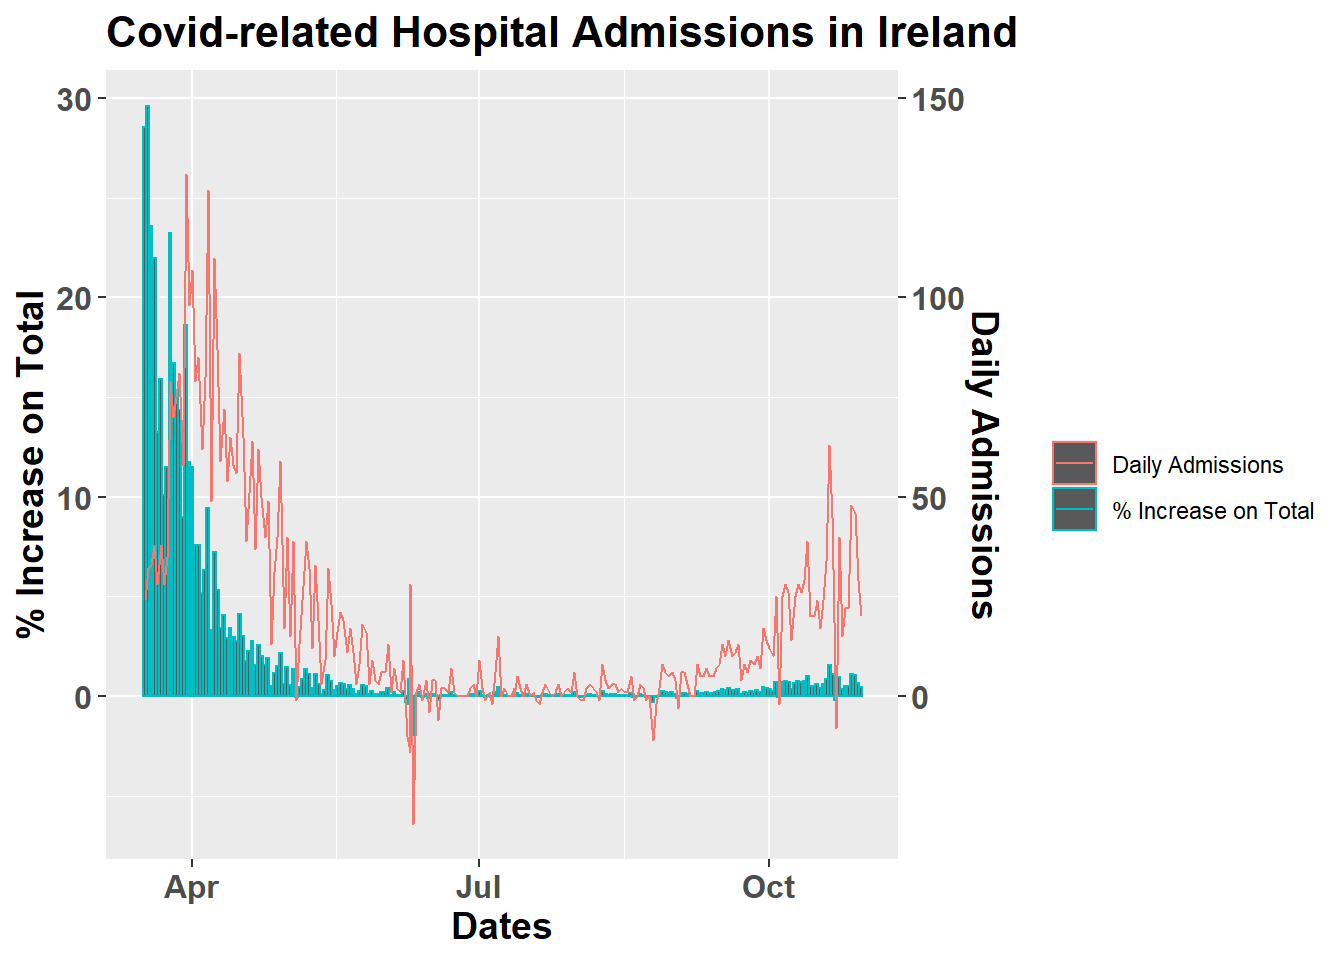 Covid-related Hospital Admissions in Ireland
% Increase on Total
30
20
10
0
150
100
50
0
Daily Admissions
Apr
Jul
Oct
Dates
Daily Admissions
% Increase on Total